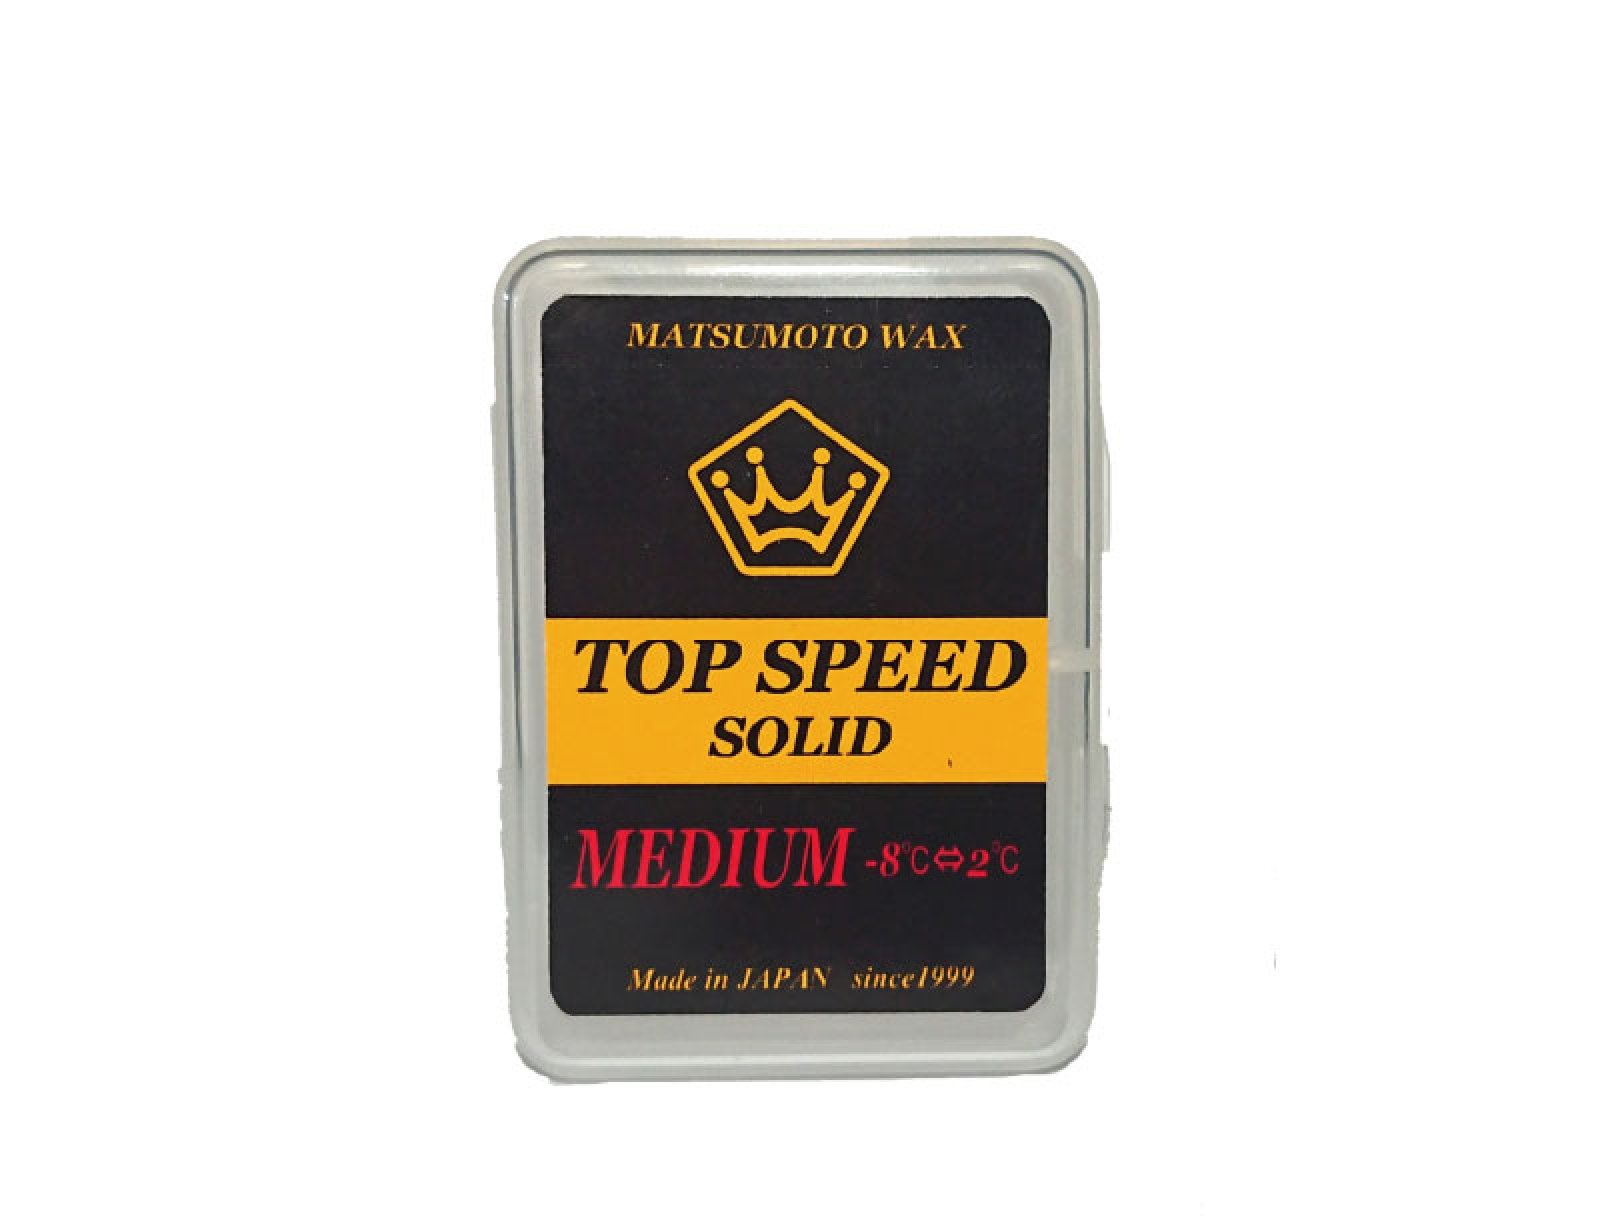 MATSUMOTO WAX
TOP SPEED
SOLID
MEDIUM -8℃⇔2℃
Made in JAPAN since1999